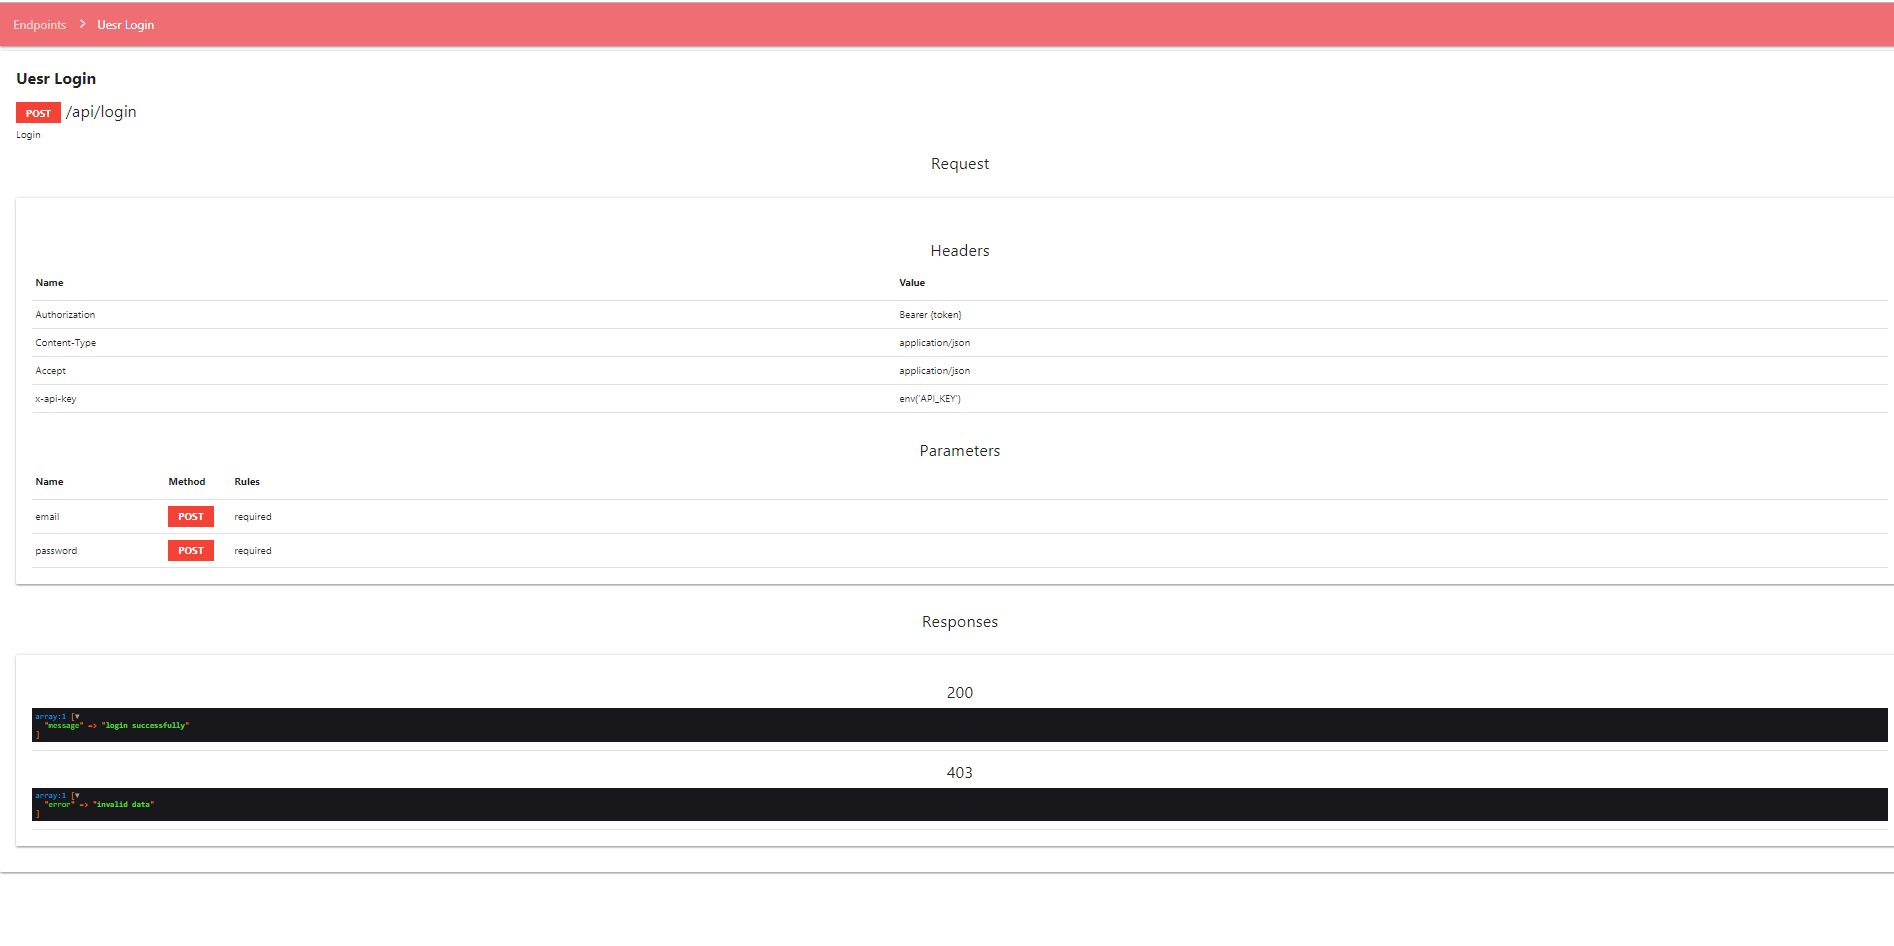 Endpoints > Uesr Login
Uesr Login
POST /api/login
Login
Request
Headers
Name Value
Authorization Bearer {token}
Content-Type application/json
Accept application/json
x-api-key env('API_KEY')
Parameters
Name Method Rules
email POST required
password POST required
Responses
200
array:1 [▼
"message" => "login successfully"
]
403
array:1 [▼
"error" => "invalid data"
]